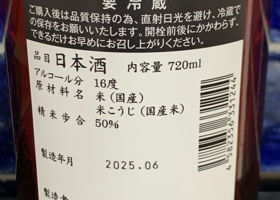 要冷蔵
ご購入後は品質保持の為、直射日光を避け、冷蔵で
の保存をお願いいたします。開栓前後にかかわらず、
できるだけお早めにお召し上がりください。
品目 日本酒 内容量 720ml
アルコール分 16度
原材料名 米(国産)
米こうじ(国産米)
精米歩合 50%
製造年月 2025.06
製造者
4582356331244